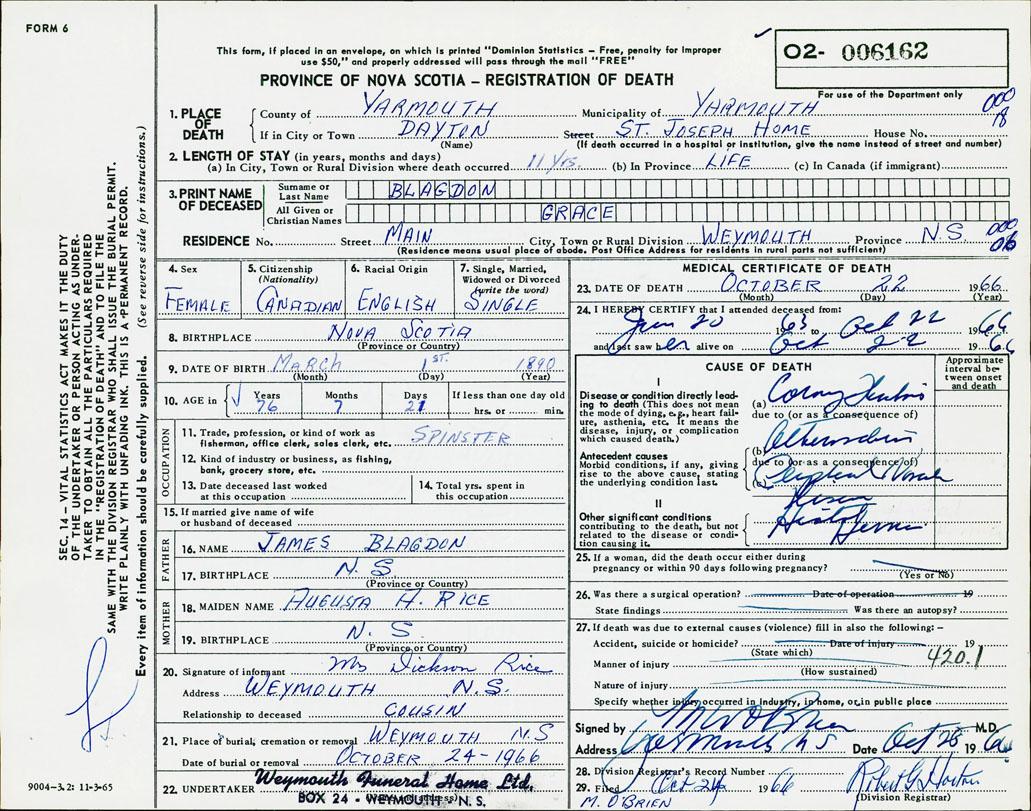 FORM 6
This form, if placed in an envelope, on which is printed "Dominion Statistics – Free, penalty for improper
use $50," and properly addressed will pass through the mail "FREE"
O2- 006162
PROVINCE OF NOVA SCOTIA – REGISTRATION OF DEATH
For use of the Department only
000
18
1. PLACE OF DEATH
County of YARMOUTH Municipality of YARMOUTH
If in City or Town DAYTON Street ST. JOSEPH HOME House No.
(Name) (If death occurred in a hospital or institution, give the name instead of street and number)
2. LENGTH OF STAY (in years, months and days)
(a) In City, Town or Rural Division where death occurred 11 Yrs. (b) In Province LIFE (c) In Canada (if immigrant)
3. PRINT NAME OF DECEASED
Surname or Last Name BLAGDON
All Given or Christian Names GRACE
RESIDENCE No. Street MAIN City, Town or Rural Division WEYMOUTH Province N S
000
06
(Residence means usual place of abode. Post Office Address for residents in rural parts not sufficient)
4. Sex
FEMALE
5. Citizenship
(Nationality)
CANADIAN
6. Racial Origin
ENGLISH
7. Single, Married,
Widowed or Divorced
(write the word)
SINGLE
8. BIRTHPLACE NOVA SCOTIA
(Province or Country)
9. DATE OF BIRTH MARCH 1ST. 1890
(Month) (Day) (Year)
10. AGE in Years Months Days If less than one day old
76 7 21 hrs. or min.
OCCUPATION
11. Trade, profession, or kind of work as
fisherman, office clerk, sales clerk, etc. SPINSTER
12. Kind of industry or business, as fishing,
bank, grocery store, etc.
13. Date deceased last worked
at this occupation
14. Total yrs. spent in
this occupation
15. If married give name of wife
or husband of deceased
FATHER
16. NAME JAMES BLAGDON
17. BIRTHPLACE N. S.
(Province or Country)
MOTHER
18. MAIDEN NAME AUGUSTA A. RICE
19. BIRTHPLACE N. S.
(Province or Country)
20. Signature of informant Mrs Dickson Rice
Address WEYMOUTH N.S.
Relationship to deceased COUSIN
21. Place of burial, cremation or removal WEYMOUTH N S
Date of burial or removal OCTOBER 24-1966
22. UNDERTAKER Weymouth Funeral Home Ltd.
BOX 24 - WEYMOUTH, N. S.
MEDICAL CERTIFICATE OF DEATH
23. DATE OF DEATH OCTOBER 22 1966
(Month) (Day) (Year)
24. I HEREBY CERTIFY that I attended deceased from:
Jun 20 1963 to Oct 22 1966
and last saw her alive on Oct 22 1966
CAUSE OF DEATH
Approximate
interval be-
tween onset
and death
I
Disease or condition directly lead-
ing to death (This does not mean
the mode of dying, e.g., heart fail-
ure, asthenia, etc. It means the
disease, injury, or complication
which caused death.)
(a)
due to (or as a consequence of)
Antecedent causes
Morbid conditions, if any, giving
rise to the above cause, stating
the underlying condition last.
(b)
due to (or as a consequence of)
(c)
II
Other significant conditions
contributing to the death, but not
related to the disease or condi-
tion causing it.
25. If a woman, did the death occur either during
pregnancy or within 90 days following pregnancy?
(Yes or No)
26. Was there a surgical operation? Date of operation 19
State findings Was there an autopsy?
27. If death was due to external causes (violence) fill in also the following: –
Accident, suicide or homicide? Date of injury 19
(State which)
420.1
Manner of injury
(How sustained)
Nature of injury
Specify whether injury occurred in industry, in home, or in public place
Signed by M.D.
Address Yarmouth NS Date Oct 28 1966
28. Division Registrar's Record Number
29. Filed Oct 24 1966
M. O'BRIEN
(Division Registrar)
SEC. 14 – VITAL STATISTICS ACT MAKES IT THE DUTY
OF THE UNDERTAKER OR PERSON ACTING AS UNDER-
TAKER TO OBTAIN ALL THE PARTICULARS REQUIRED
IN THE "REGISTRATION OF DEATH" AND TO FILE THE
SAME WITH THE DIVISION REGISTRAR WHO SHALL ISSUE THE BURIAL PERMIT.
WRITE PLAINLY WITH UNFADING INK. THIS IS A PERMANENT RECORD.
Every item of information should be carefully supplied. (See reverse side for instructions.)
9004-3.2: 11-3-65